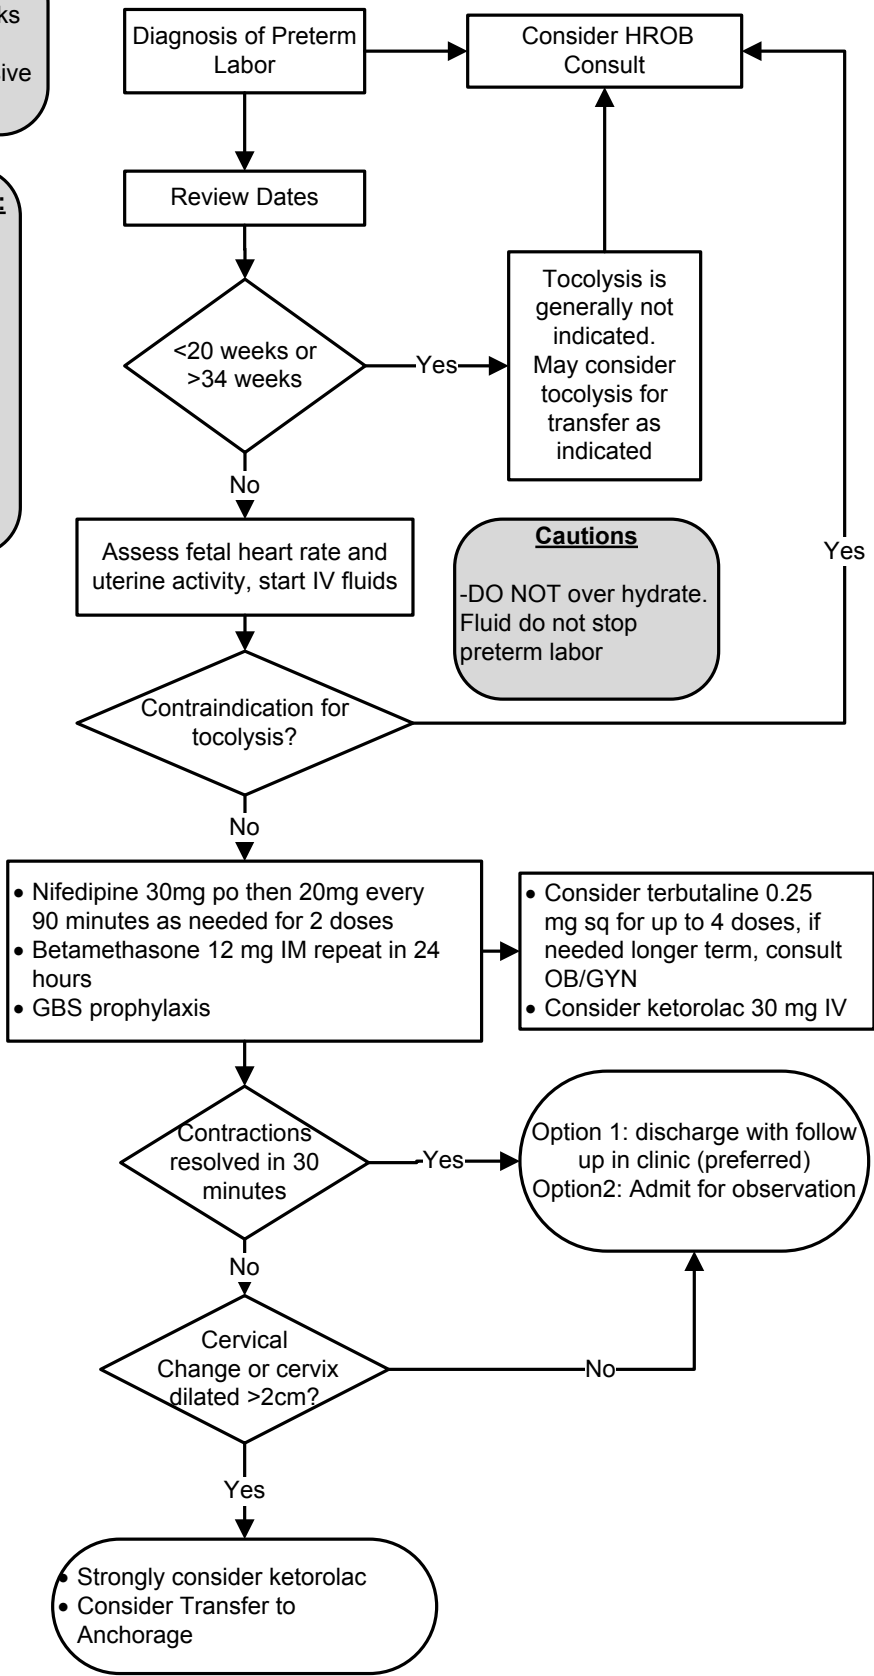 Diagnosis of Preterm
Labor
Consider HROB
Consult
Review Dates
<20 weeks or
>34 weeks
Yes
Tocolysis is
generally not
indicated.
May consider
tocolysis for
transfer as
indicated
No
Assess fetal heart rate and
uterine activity, start IV fluids
Cautions
-DO NOT over hydrate.
Fluid do not stop
preterm labor
Yes
Contraindication for
tocolysis?
No
• Nifedipine 30mg po then 20mg every
90 minutes as needed for 2 doses
• Betamethasone 12 mg IM repeat in 24
hours
• GBS prophylaxis
• Consider terbutaline 0.25
mg sq for up to 4 doses, if
needed longer term, consult
OB/GYN
• Consider ketorolac 30 mg IV
Contractions
resolved in 30
minutes
Yes
Option 1: discharge with follow
up in clinic (preferred)
Option2: Admit for observation
No
Cervical
Change or cervix
dilated >2cm?
No
Yes
• Strongly consider ketorolac
• Consider Transfer to
Anchorage